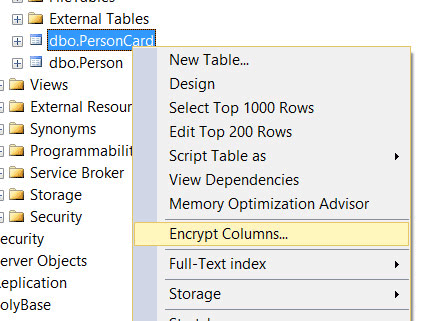 External Tables
dbo.PersonCard
dbo.Person
Views
External Resour
Synonyms
Programmabilit
Service Broker
Storage
Security
ecurity
erver Objects
eplication
olyBase
New Table...
Design
Select Top 1000 Rows
Edit Top 200 Rows
Script Table as
View Dependencies
Memory Optimization Advisor
Encrypt Columns...
Full-Text index
Storage